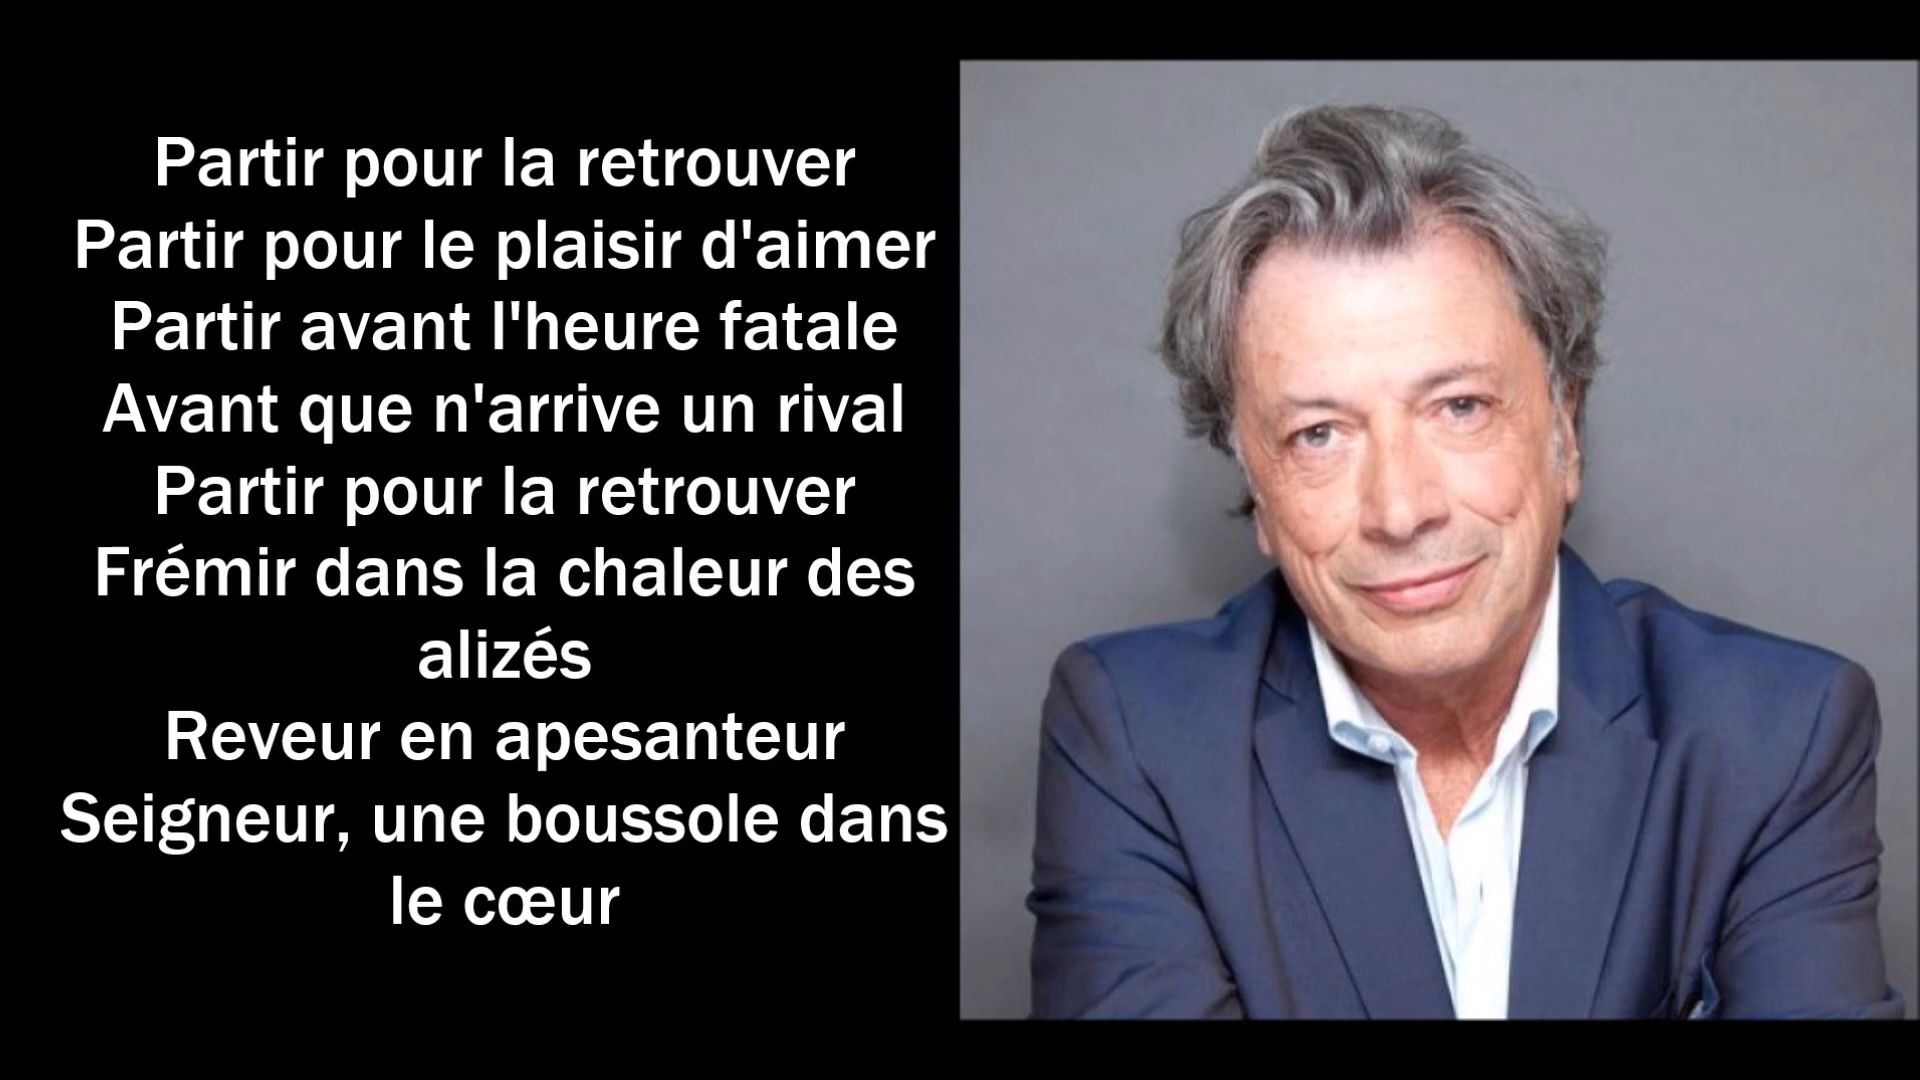 Partir pour la retrouver
Partir pour le plaisir d'aimer
Partir avant l'heure fatale
Avant que n'arrive un rival
Partir pour la retrouver
Frémir dans la chaleur des
alizés
Reveur en apesanteur
Seigneur, une boussole dans
le cœur